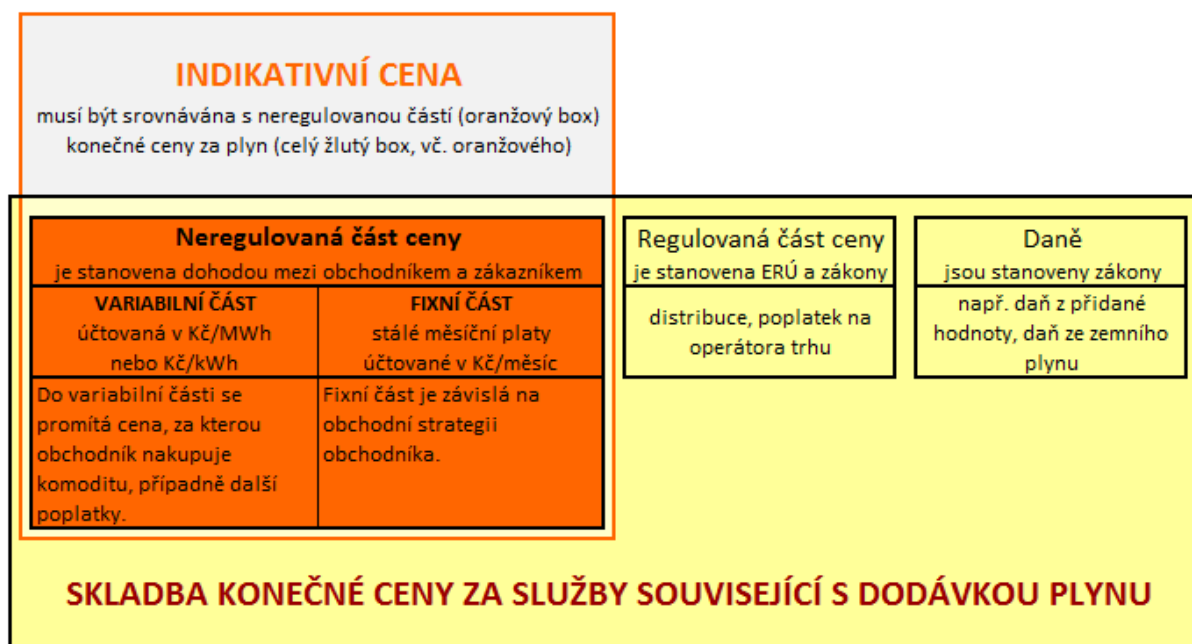 INDIKATIVNÍ CENA
musí být srovnávána s neregulovanou částí (oranžový box)
konečné ceny za plyn (celý žlutý box, vč. oranžového)
Neregulovaná část ceny
je stanovena dohodou mezi obchodníkem a zákazníkem
VARIABILNÍ ČÁST
účtovaná v Kč/MWh
nebo Kč/kWh
FIXNÍ ČÁST
stálé měsíční platy
účtované v Kč/měsíc
Do variabilní části se
promítá cena, za kterou
obchodník nakupuje
komoditu, případně další
poplatky.
Fixní část je závislá na
obchodní strategii
obchodníka.
Regulovaná část ceny
je stanovena ERÚ a zákony
distribuce, poplatek na
operátora trhu
Daně
jsou stanoveny zákony
např. daň z přidané
hodnoty, daň ze zemního
plynu
SKLADBA KONEČNÉ CENY ZA SLUŽBY SOUVISEJÍCÍ S DODÁVKOU PLYNU